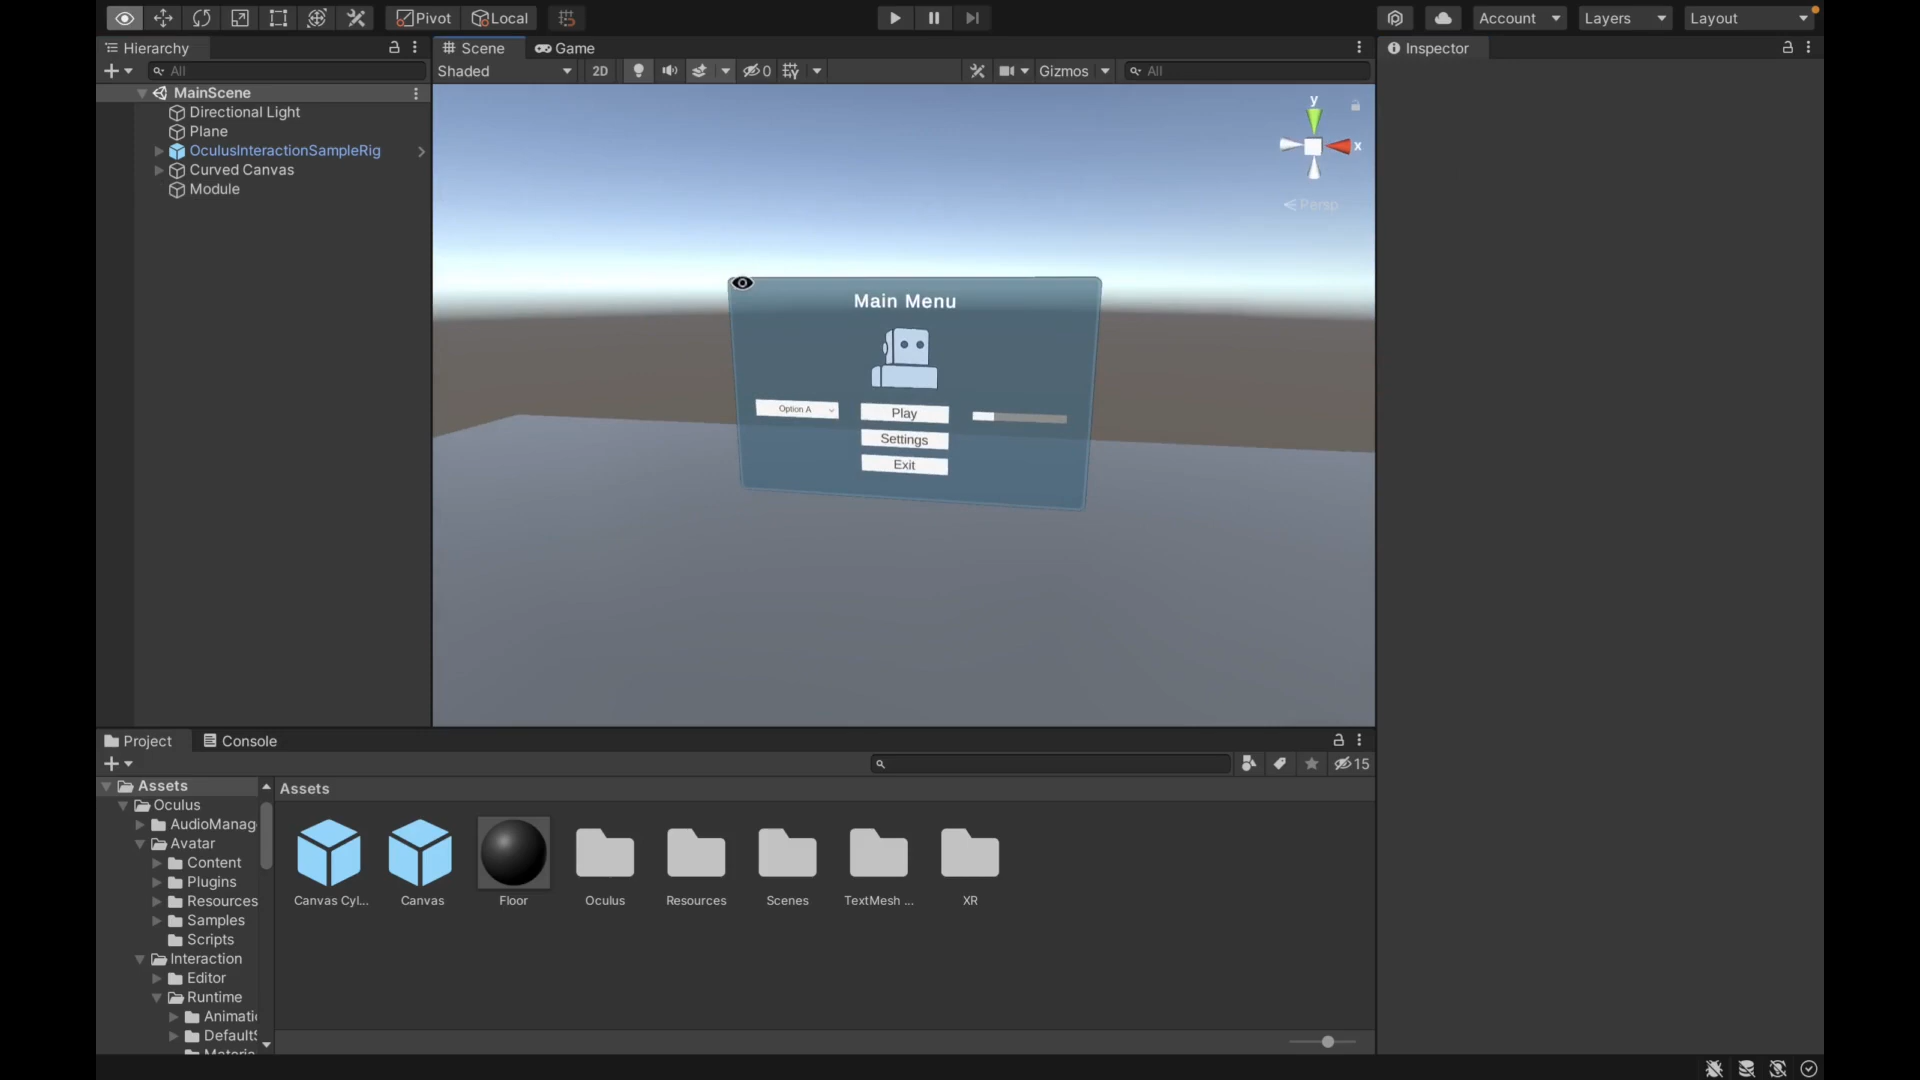 Pivot
Local
Account
Layers
Layout
Hierarchy
Scene
Game
Inspector
All
Shaded
2D
0
Gizmos
All
MainScene
Directional Light
Plane
OculusInteractionSampleRig
Curved Canvas
Module
y
x
Persp
Main Menu
Option A
Play
Settings
Exit
Project
Console
15
Assets
Oculus
AudioManag
Avatar
Content
Plugins
Resources
Samples
Scripts
Interaction
Editor
Runtime
Animati
Default
Assets
Canvas Cyl...
Canvas
Floor
Oculus
Resources
Scenes
TextMesh ...
XR